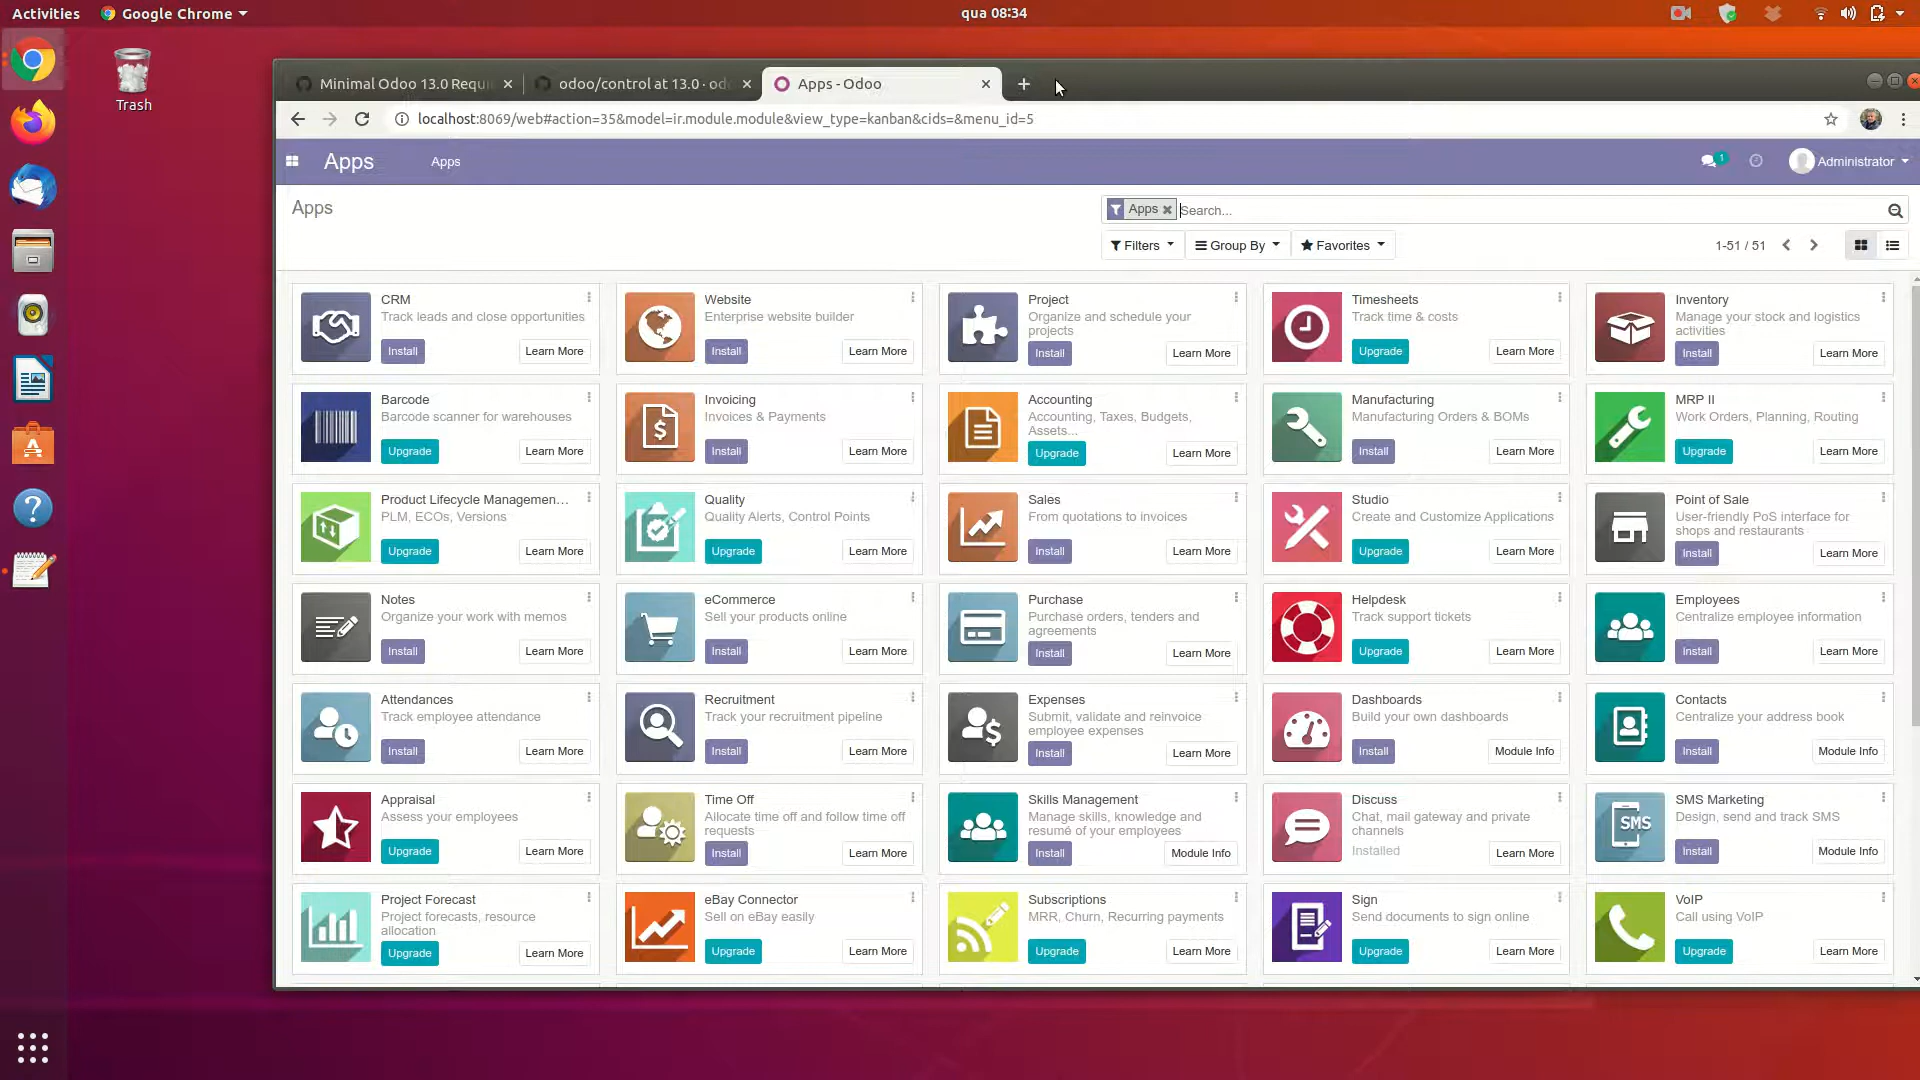 Activities
Google Chrome
qua 08:34
Trash
Minimal Odoo 13.0 Requi
odoo/control at 13.0 · od
Apps - Odoo
localhost:8069/web#action=35&model=ir.module.module&view_type=kanban&cids=&menu_id=5
Apps
Apps
1
Administrator
Apps
Apps
Search...
Filters
Group By
Favorites
1-51 / 51
CRM
Track leads and close opportunities
Install
Learn More
Website
Enterprise website builder
Install
Learn More
Project
Organize and schedule your
projects
Install
Learn More
Timesheets
Track time & costs
Upgrade
Learn More
Inventory
Manage your stock and logistics
activities
Install
Learn More
Barcode
Barcode scanner for warehouses
Upgrade
Learn More
Invoicing
Invoices & Payments
Install
Learn More
Accounting
Accounting, Taxes, Budgets,
Assets...
Upgrade
Learn More
Manufacturing
Manufacturing Orders & BOMs
Install
Learn More
MRP II
Work Orders, Planning, Routing
Upgrade
Learn More
Product Lifecycle Managemen...
PLM, ECOs, Versions
Upgrade
Learn More
Quality
Quality Alerts, Control Points
Upgrade
Learn More
Sales
From quotations to invoices
Install
Learn More
Studio
Create and Customize Applications
Upgrade
Learn More
Point of Sale
User-friendly PoS interface for
shops and restaurants
Install
Learn More
Notes
Organize your work with memos
Install
Learn More
eCommerce
Sell your products online
Install
Learn More
Purchase
Purchase orders, tenders and
agreements
Install
Learn More
Helpdesk
Track support tickets
Upgrade
Learn More
Employees
Centralize employee information
Install
Learn More
Attendances
Track employee attendance
Install
Learn More
Recruitment
Track your recruitment pipeline
Install
Learn More
Expenses
Submit, validate and reinvoice
employee expenses
Install
Learn More
Dashboards
Build your own dashboards
Install
Module Info
Contacts
Centralize your address book
Install
Module Info
Appraisal
Assess your employees
Upgrade
Learn More
Time Off
Allocate time off and follow time off
requests
Install
Learn More
Skills Management
Manage skills, knowledge and
resumé of your employees
Install
Module Info
Discuss
Chat, mail gateway and private
channels
Installed
Learn More
SMS
SMS Marketing
Design, send and track SMS
Install
Module Info
Project Forecast
Project forecasts, resource
allocation
Upgrade
Learn More
eBay Connector
Sell on eBay easily
Upgrade
Learn More
Subscriptions
MRR, Churn, Recurring payments
Upgrade
Learn More
Sign
Send documents to sign online
Upgrade
Learn More
VoIP
Call using VoIP
Upgrade
Learn More